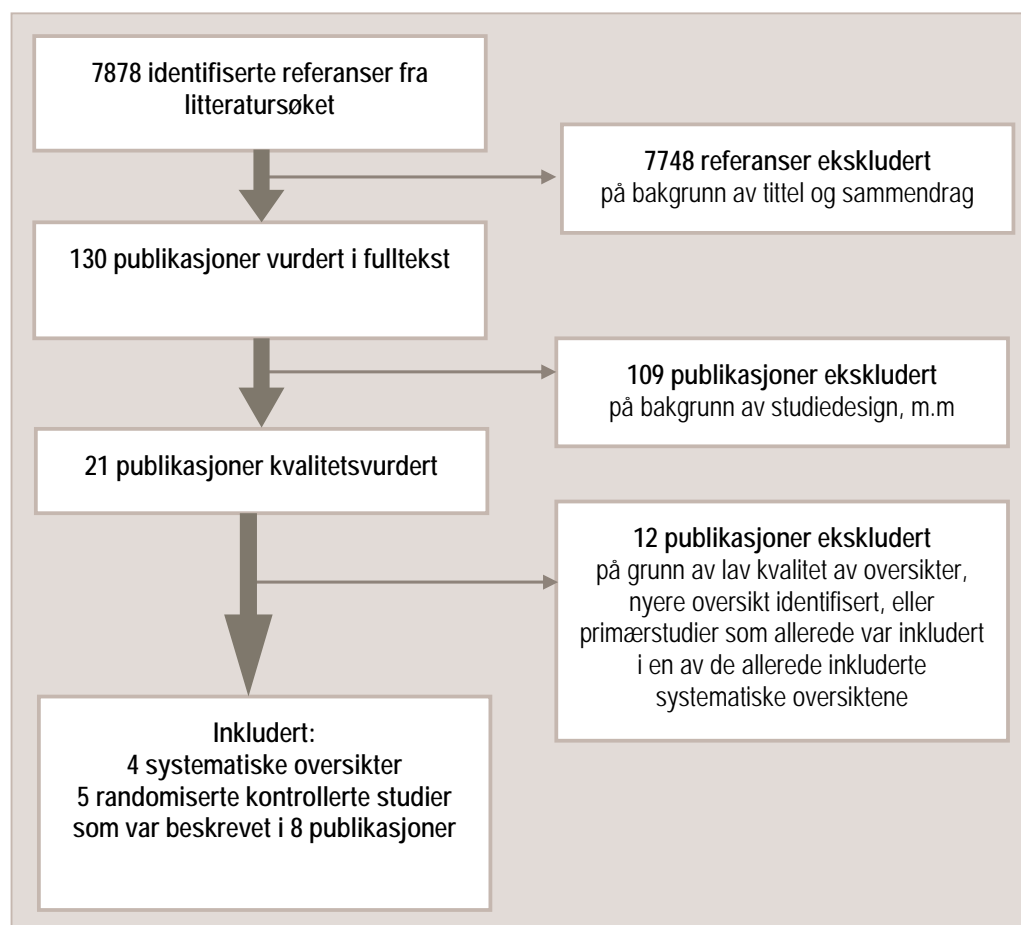 7878 identifiserte referanser fra
litteratursøket
7748 referanser ekskludert
på bakgrunn av tittel og sammendrag
130 publikasjoner vurdert i fulltekst
109 publikasjoner ekskludert
på bakgrunn av studiedesign, m.m
21 publikasjoner kvalitetsvurdert
12 publikasjoner ekskludert
på grunn av lav kvalitet av oversikter,
nyere oversikt identifisert, eller
primærstudier som allerede var inkludert
i en av de allerede inkluderte
systematiske oversiktene
Inkludert:
4 systematiske oversikter
5 randomiserte kontrollerte studier
som var beskrevet i 8 publikasjoner